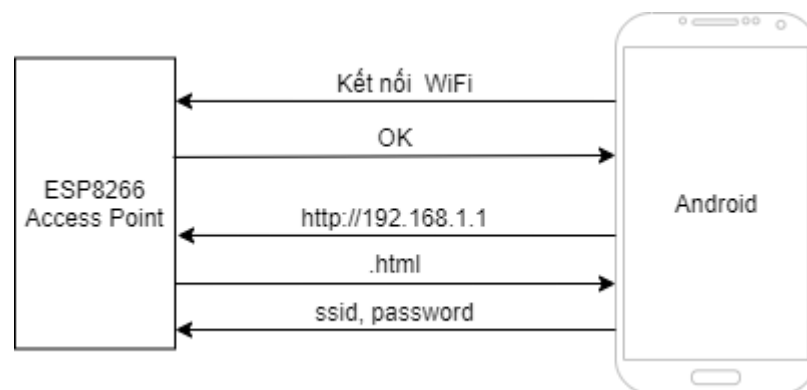 Kết nối WiFi
OK
ESP8266
Access Point
http://192.168.1.1
Android
.html
ssid, password